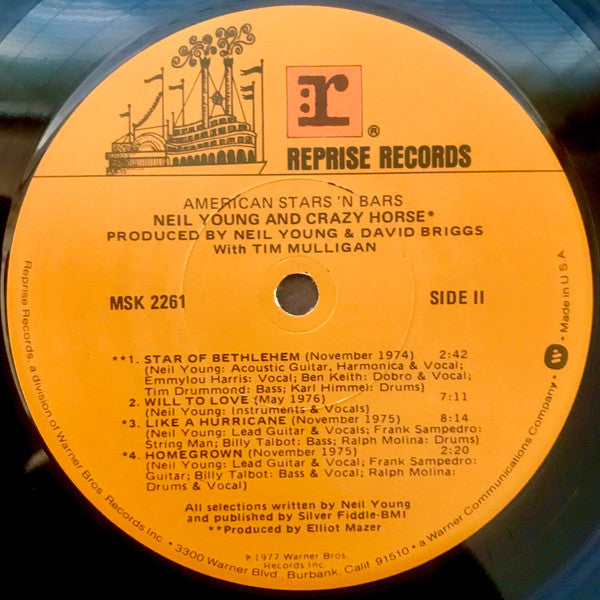 r
®
REPRISE RECORDS
AMERICAN STARS 'N BARS
NEIL YOUNG AND CRAZY HORSE*
PRODUCED BY NEIL YOUNG & DAVID BRIGGS
With TIM MULLIGAN
MSK 2261
SIDE II
**1. STAR OF BETHLEHEM (November 1974) 2:42
(Neil Young: Acoustic Guitar, Harmonica & Vocal;
Emmylou Harris: Vocal; Ben Keith: Dobro & Vocal;
Tim Drummond: Bass; Karl Himmel: Drums)
2. WILL TO LOVE (May 1976) 7:11
(Neil Young: Instruments & Vocals)
*3. LIKE A HURRICANE (November 1975) 8:14
(Neil Young: Lead Guitar & Vocals; Frank Sampedro:
String Man; Billy Talbot: Bass; Ralph Molina: Drums)
*4. HOMEGROWN (November 1975) 2:20
(Neil Young: Lead Guitar & Vocal; Frank Sampedro:
Guitar; Billy Talbot: Bass & Vocal; Ralph Molina:
Drums & Vocal)
All selections written by Neil Young
and published by Silver Fiddle-BMI
**Produced by Elliot Mazer
℗1977 Warner Bros.
Records Inc.
Reprise Records, a division of Warner Bros. Records Inc. • 3300 Warner Blvd., Burbank, Calif. 91510 • a Warner Communications Company • W • Made in U.S.A.